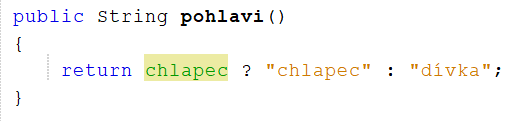 public String pohlavi()
{
    return chlapec ? "chlapec" : "dívka";
}